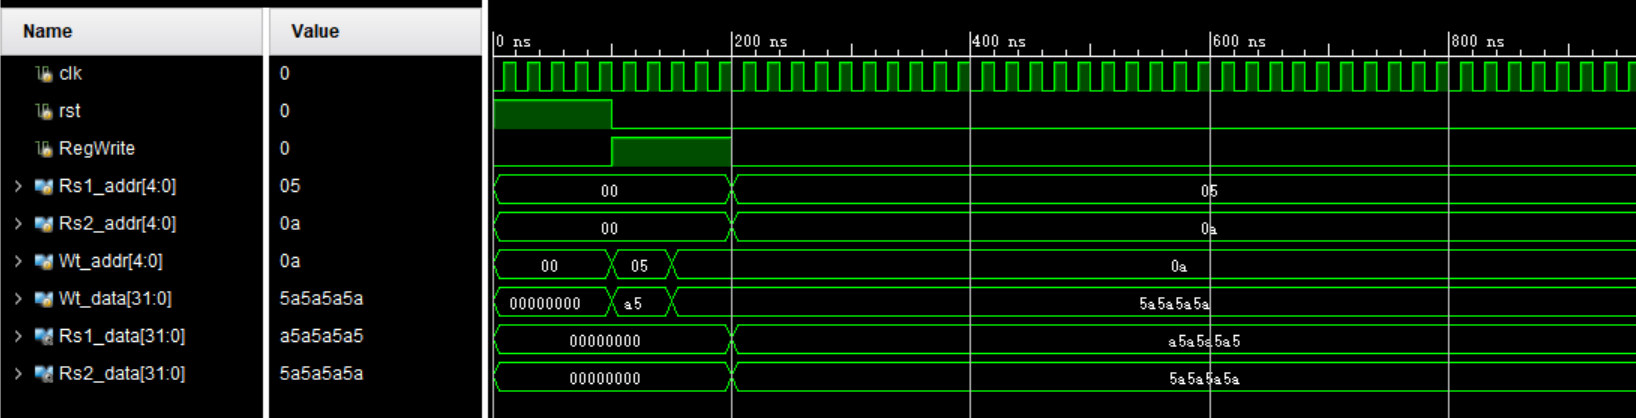 Name Value
0 ns 200 ns 400 ns 600 ns 800 ns
clk 0
rst 0
RegWrite 0
Rs1_addr[4:0] 05 00 05
Rs2_addr[4:0] 0a 00 0a
Wt_addr[4:0] 0a 00 05 0a
Wt_data[31:0] 5a5a5a5a 00000000 a5 5a5a5a5a
Rs1_data[31:0] a5a5a5a5 00000000 a5a5a5a5
Rs2_data[31:0] 5a5a5a5a 00000000 5a5a5a5a